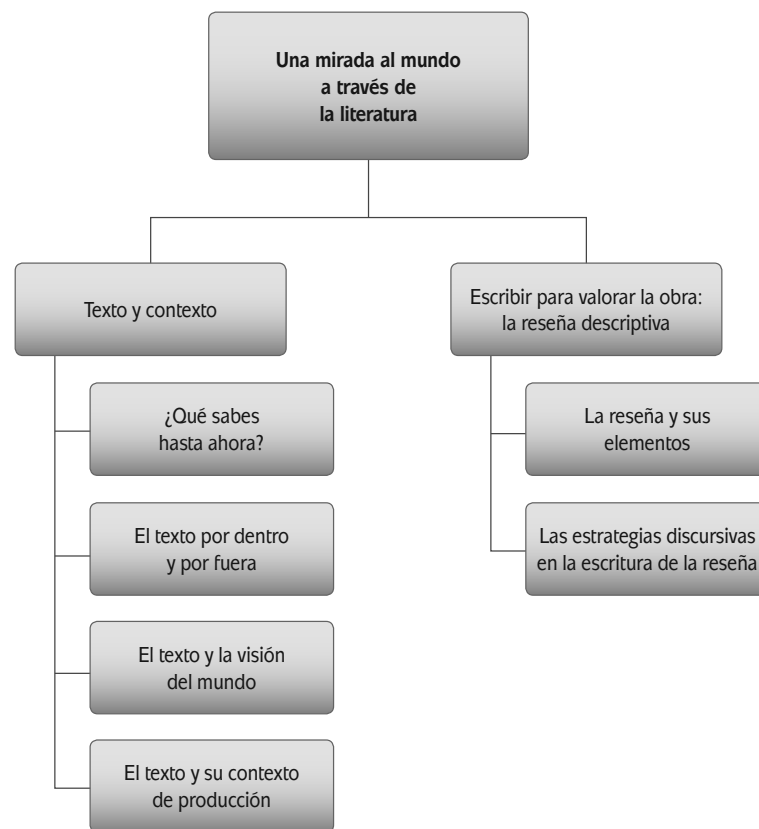 Una mirada al mundo
a través de
la literatura
Texto y contexto
¿Qué sabes
hasta ahora?
El texto por dentro
y por fuera
El texto y la visión
del mundo
El texto y su contexto
de producción
Escribir para valorar la obra:
la reseña descriptiva
La reseña y sus
elementos
Las estrategias discursivas
en la escritura de la reseña